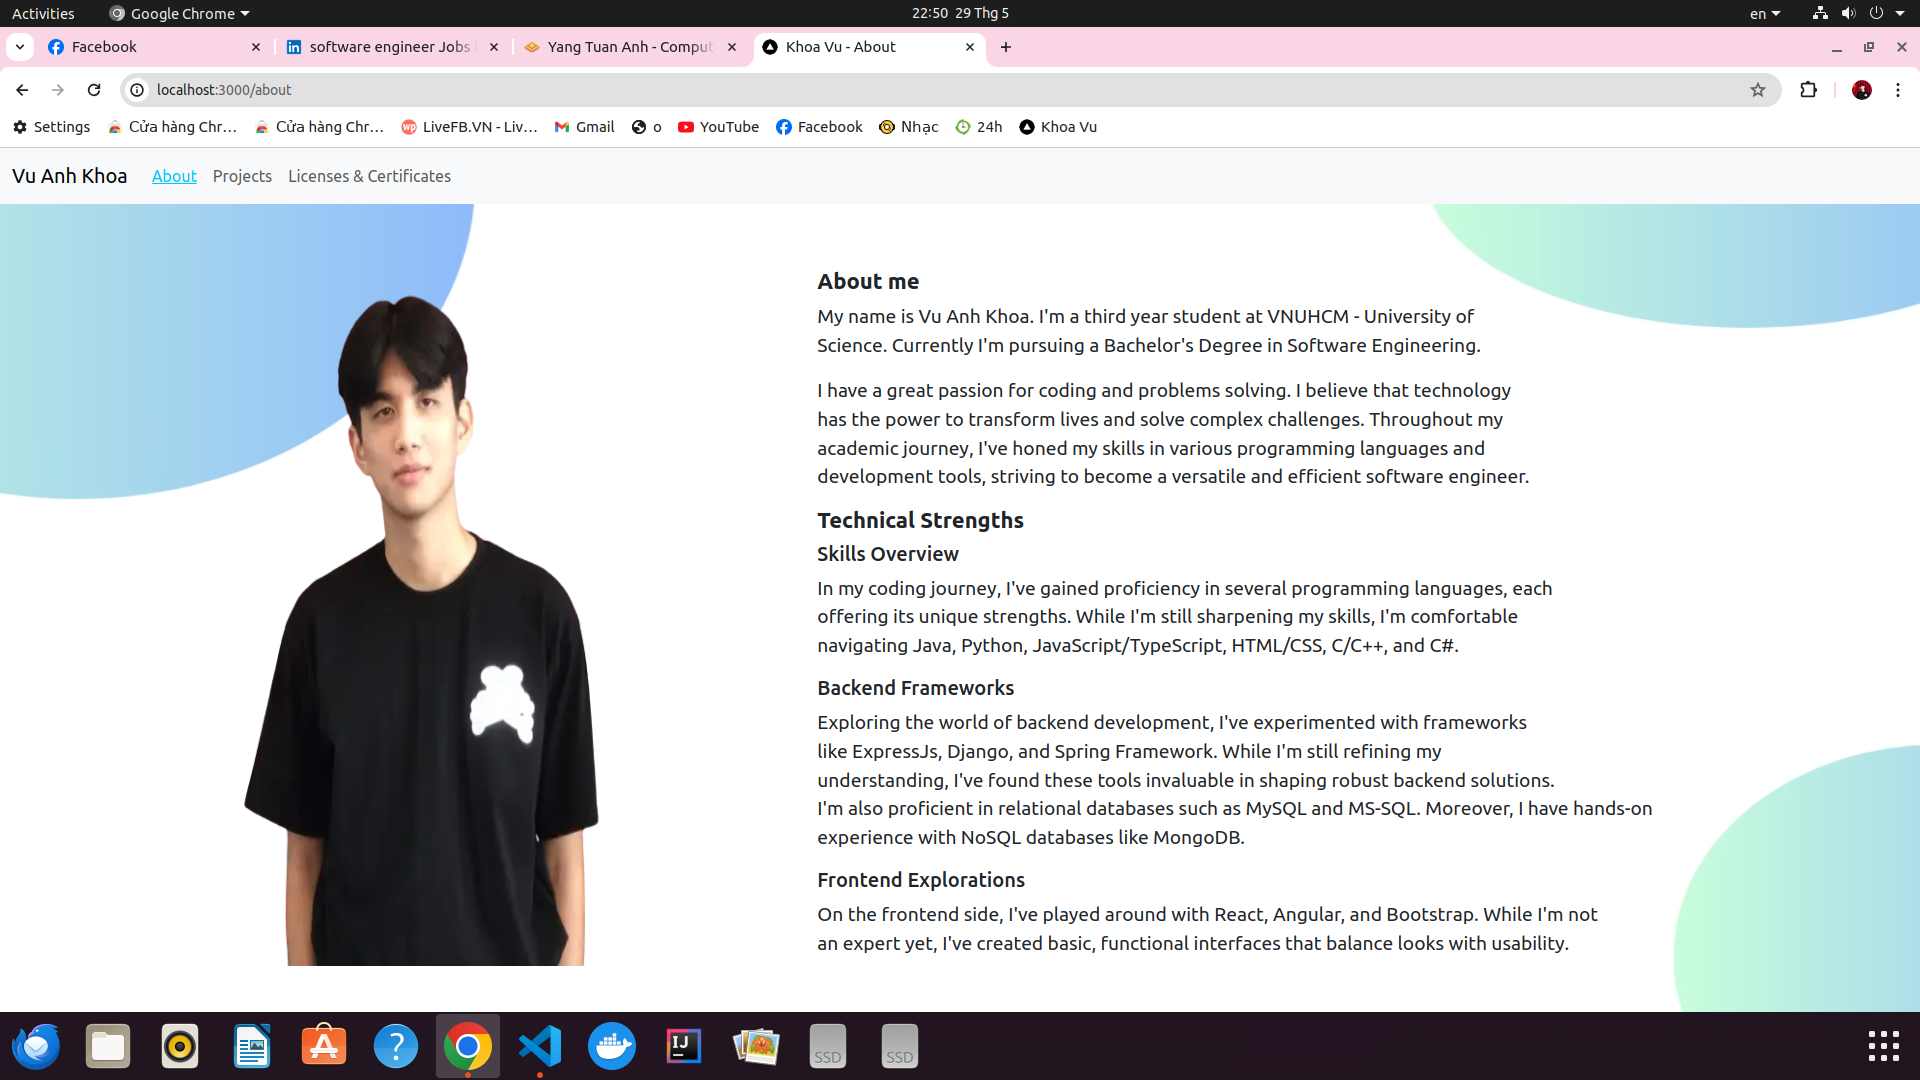 Activities
Google Chrome
22:50 29 Thg 5
en
Facebook
software engineer Jobs i
Yang Tuan Anh - Comput
Khoa Vu - About
localhost:3000/about
Settings
Cửa hàng Chr...
Cửa hàng Chr...
LiveFB.VN - Liv...
Gmail
o
YouTube
Facebook
Nhạc
24h
Khoa Vu
Vu Anh Khoa
About
Projects
Licenses & Certificates
About me
My name is Vu Anh Khoa. I'm a third year student at VNUHCM - University of
Science. Currently I'm pursuing a Bachelor's Degree in Software Engineering.
I have a great passion for coding and problems solving. I believe that technology
has the power to transform lives and solve complex challenges. Throughout my
academic journey, I've honed my skills in various programming languages and
development tools, striving to become a versatile and efficient software engineer.
Technical Strengths
Skills Overview
In my coding journey, I've gained proficiency in several programming languages, each
offering its unique strengths. While I'm still sharpening my skills, I'm comfortable
navigating Java, Python, JavaScript/TypeScript, HTML/CSS, C/C++, and C#.
Backend Frameworks
Exploring the world of backend development, I've experimented with frameworks
like ExpressJs, Django, and Spring Framework. While I'm still refining my
understanding, I've found these tools invaluable in shaping robust backend solutions.
I'm also proficient in relational databases such as MySQL and MS-SQL. Moreover, I have hands-on
experience with NoSQL databases like MongoDB.
Frontend Explorations
On the frontend side, I've played around with React, Angular, and Bootstrap. While I'm not
an expert yet, I've created basic, functional interfaces that balance looks with usability.
IJ
SSD
SSD